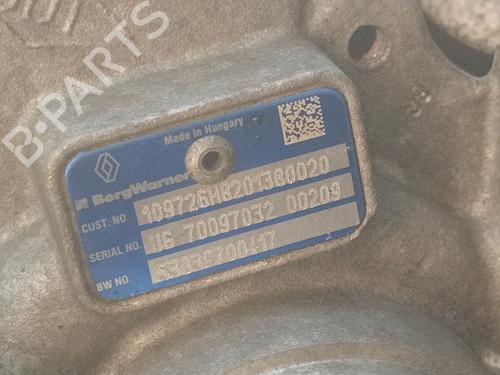 B-PARTS
Made in Hungary
BorgWarner
CUST. NO. 109726H8201380020
SERIAL NO. UG 70097032 00209
BW NO.